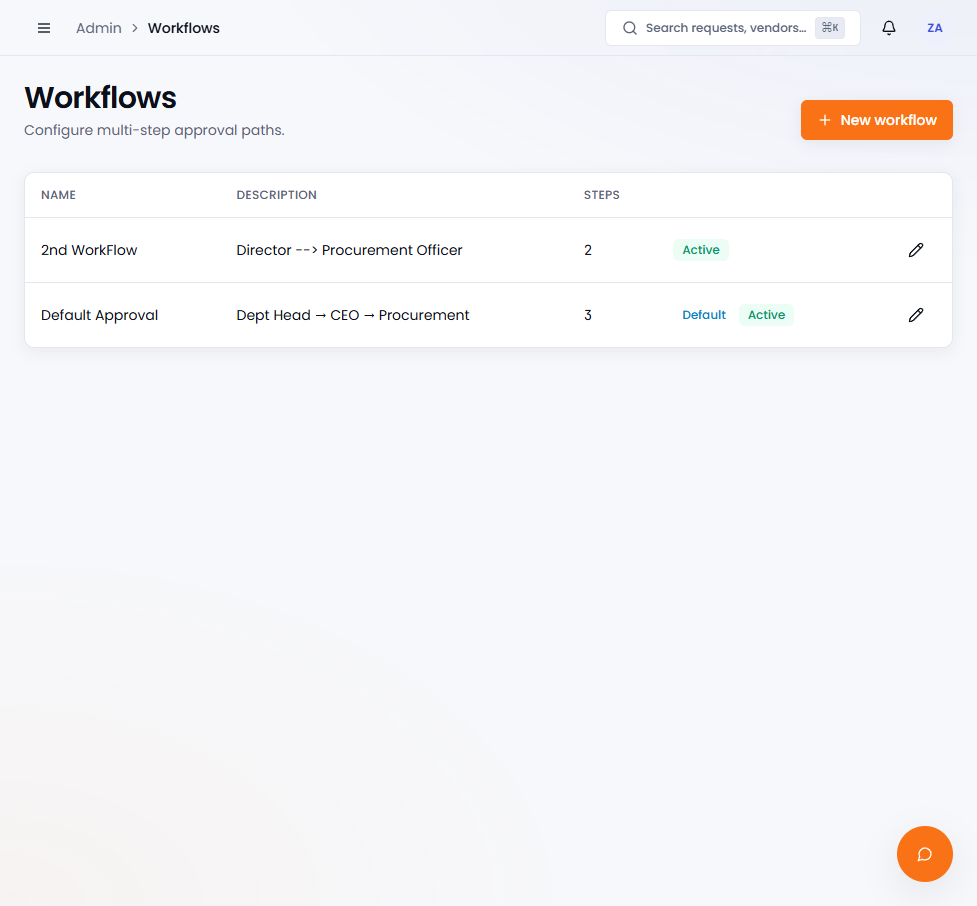 Admin > Workflows
Search requests, vendors... ⌘K
ZA
Workflows
Configure multi-step approval paths.
+ New workflow
NAME DESCRIPTION STEPS
2nd WorkFlow Director --> Procurement Officer 2 Active
Default Approval Dept Head → CEO → Procurement 3 Default Active